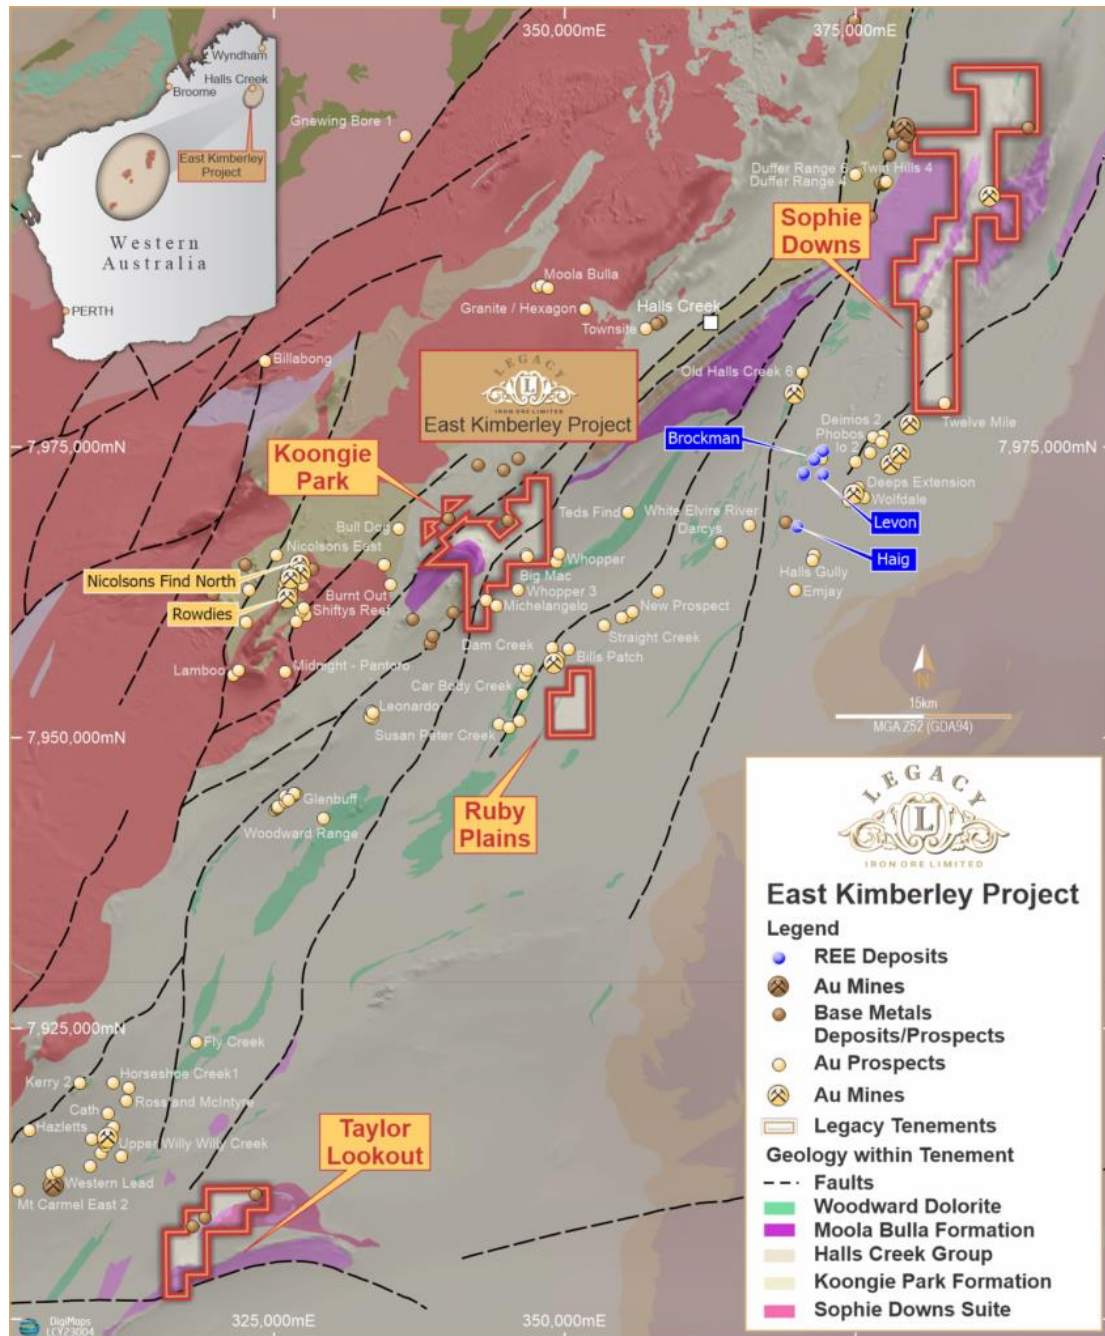 350,000mE
375,000mE
Wyndham
Halls Creek
Broome
Gnewing Bore 1
East Kimberley
Project
Western
Australia
PERTH
Duffer Range 6
Twin Hills 4
Duffer Range 4
Sophie
Downs
Moola Bulla
Granite / Hexagon
Halls Creek
Townsite
Billabong
LEGACY
L
IRON ORE LIMITED
East Kimberley Project
Old Halls Creek 6
Twelve Mile
Deimos 2
Phobos
Io 2
Brockman
7,975,000mN
7,975,000mN
Koongie
Park
Deeps Extension
Wolfdale
Levon
Bull Dog
Teds Find
White Elvire River
Darcys
Nicolsons East
Whopper
Haig
Nicolsons Find North
Big Mac
Halls Gully
Burnt Out
Whopper 3
Emjay
Rowdies
Shiftys Reef
Michelangelo
New Prospect
Straight Creek
Dam Creek
Bills Patch
Lamboo
Midnight - Pantoro
Car Body Creek
N
Leonardo
15km
MGA Z52 (GDA94)
Susan Peter Creek
7,950,000mN
Ruby
Plains
Glenbuff
Woodward Range
LEGACY
L
IRON ORE LIMITED
East Kimberley Project
Legend
REE Deposits
Au Mines
Base Metals
Deposits/Prospects
Au Prospects
Au Mines
Legacy Tenements
Geology within Tenement
Faults
Woodward Dolorite
Moola Bulla Formation
Halls Creek Group
Koongie Park Formation
Sophie Downs Suite
7,925,000mN
Fly Creek
Kerry 2
Horseshoe Creek1
Ross and McIntyre
Cath
Hazletts
Upper Willy Willy Creek
Taylor
Lookout
Western Lead
Mt Carmel East 2
325,000mE
350,000mE
DigiMaps
LCY23004